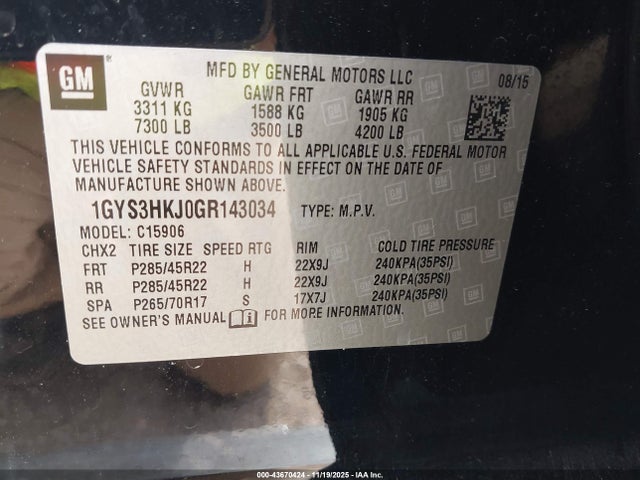 GM
MFD BY GENERAL MOTORS LLC
08/15
GVWR GAWR FRT GAWR RR
3311 KG 1588 KG 1905 KG
7300 LB 3500 LB 4200 LB
THIS VEHICLE CONFORMS TO ALL APPLICABLE U.S. FEDERAL MOTOR
VEHICLE SAFETY STANDARDS IN EFFECT ON THE DATE OF
MANUFACTURE SHOWN ABOVE.
1GYS3HKJ0GR143034 TYPE: M.P.V.
MODEL: C15906
CHX2 TIRE SIZE SPEED RTG RIM COLD TIRE PRESSURE
FRT P285/45R22 H 22X9J 240KPA(35PSI)
RR P285/45R22 H 22X9J 240KPA(35PSI)
SPA P265/70R17 S 17X7J 240KPA(35PSI)
SEE OWNER'S MANUAL FOR MORE INFORMATION.
000-43670424 - 11/19/2025 - IAA Inc.